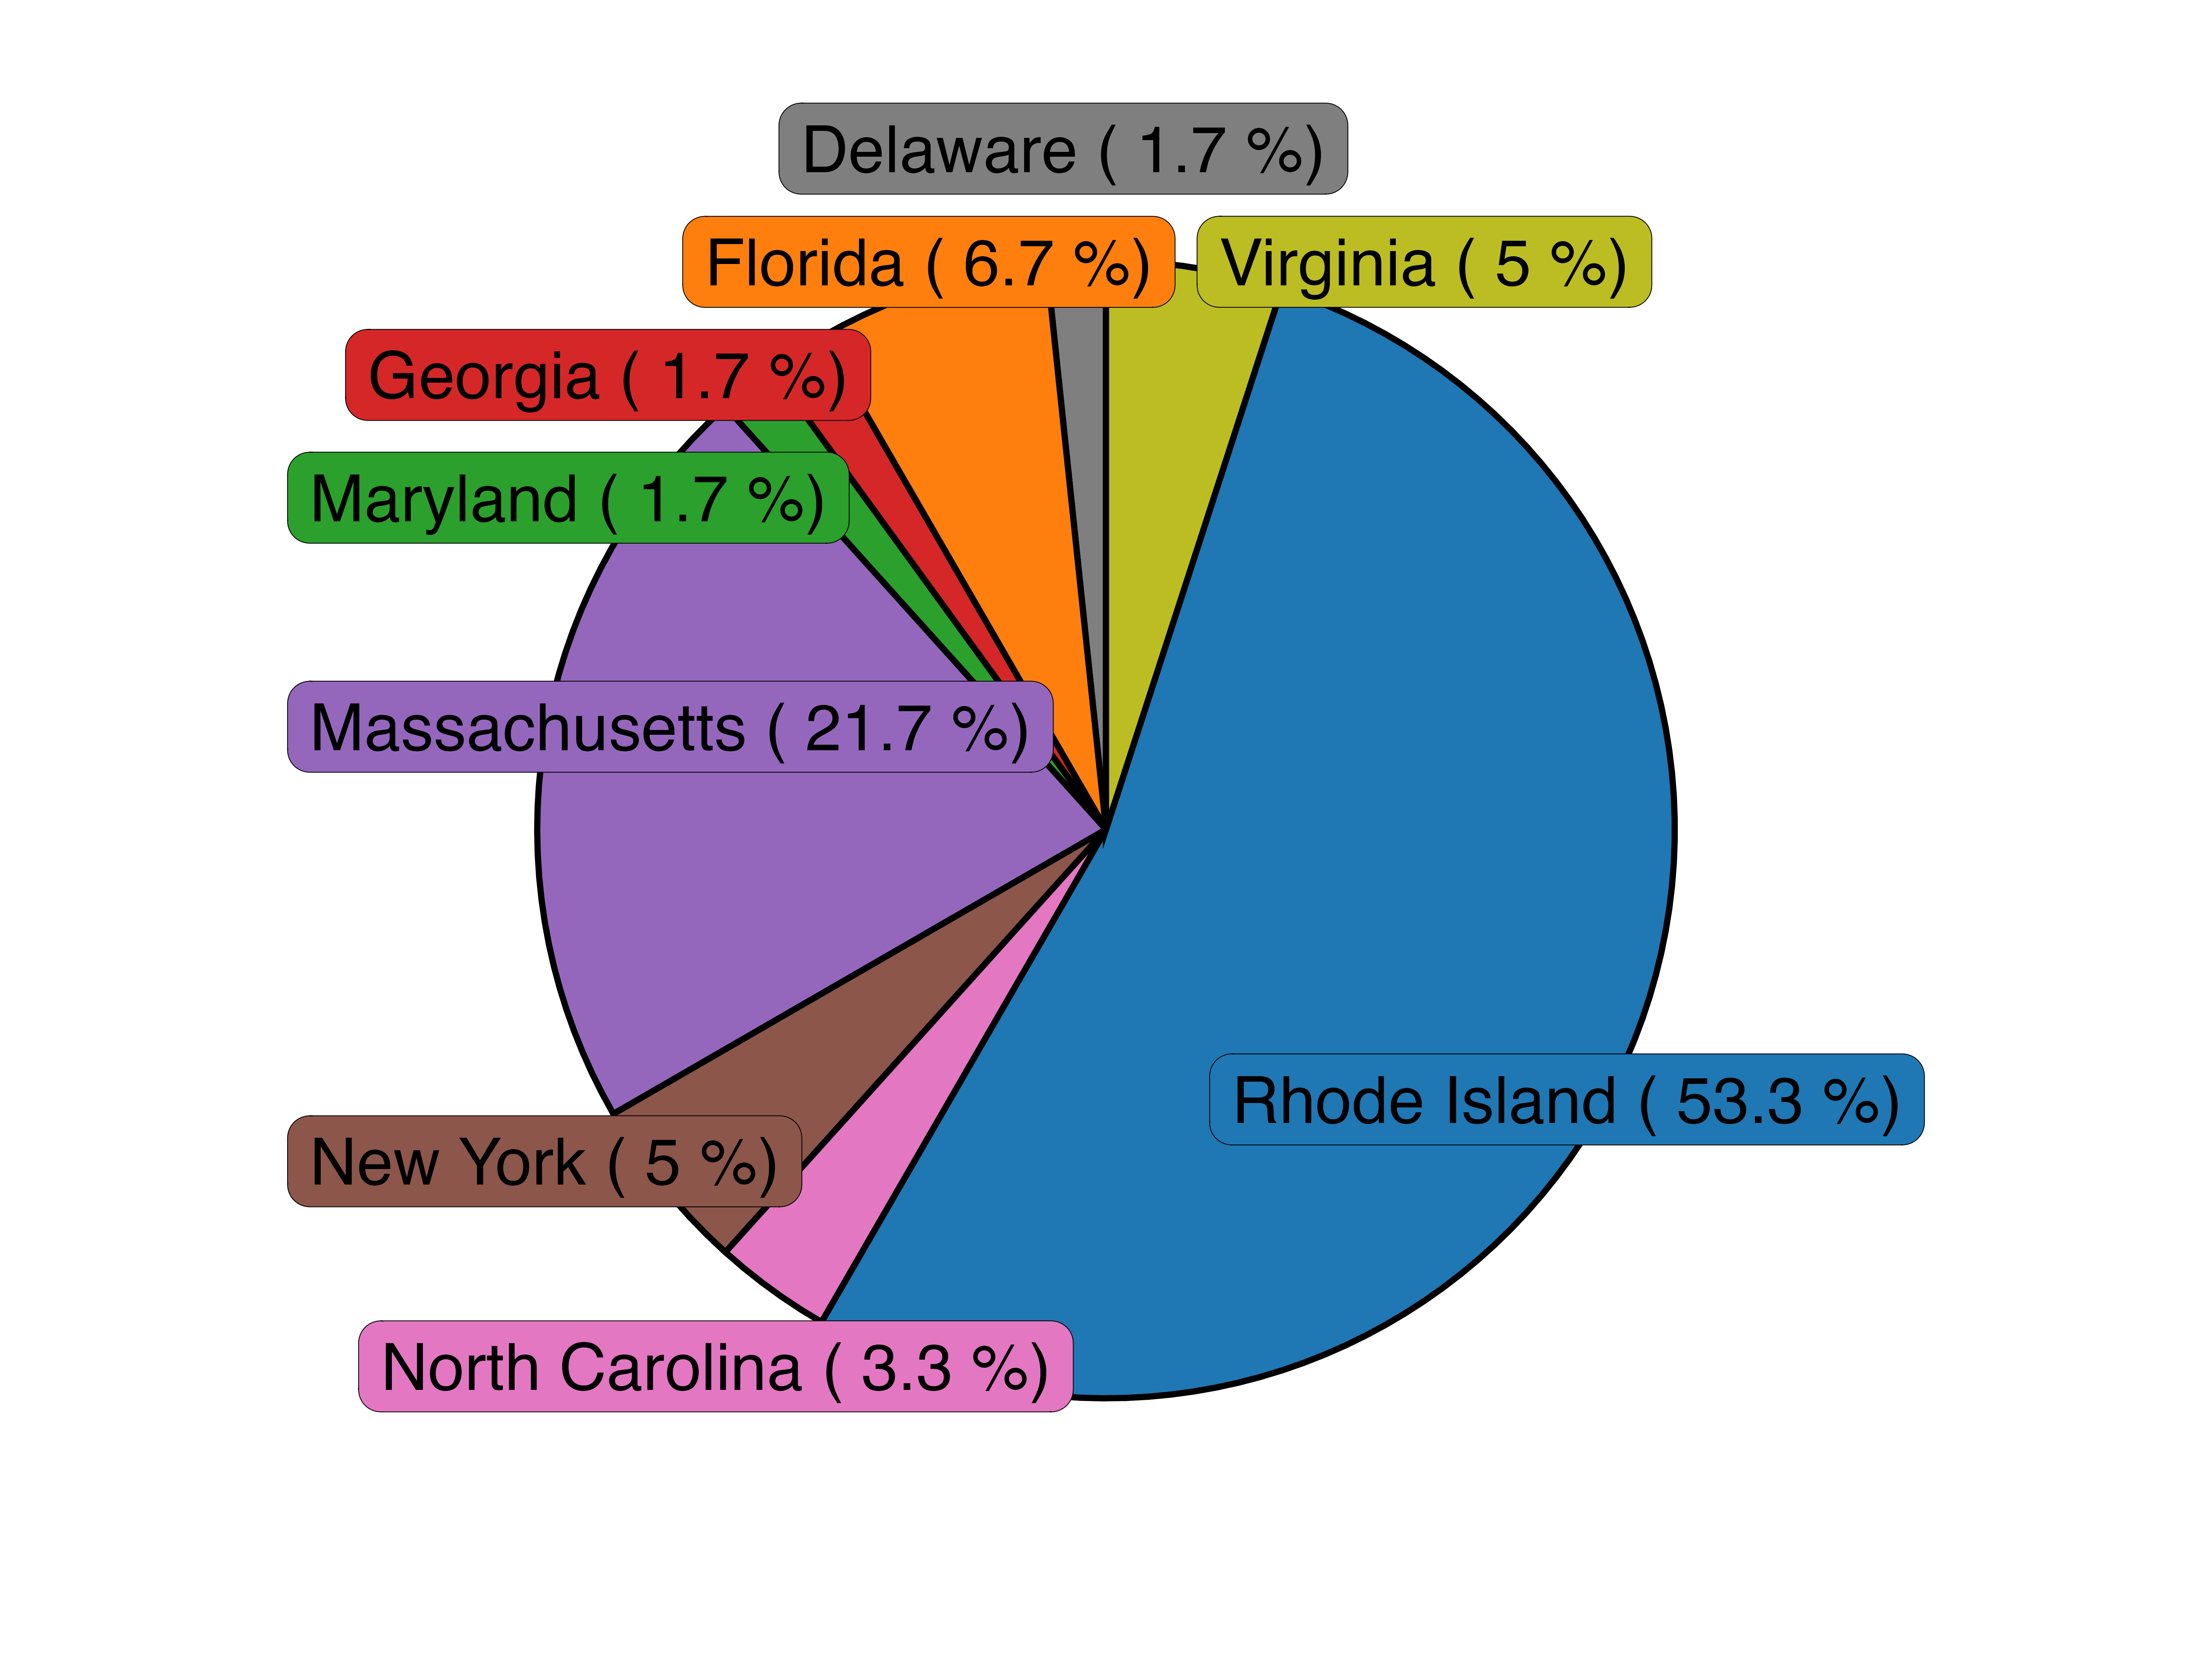 Delaware ( 1.7 %)
Florida ( 6.7 %)
Virginia ( 5 %)
Georgia ( 1.7 %)
Maryland ( 1.7 %)
Massachusetts ( 21.7 %)
Rhode Island ( 53.3 %)
New York ( 5 %)
North Carolina ( 3.3 %)